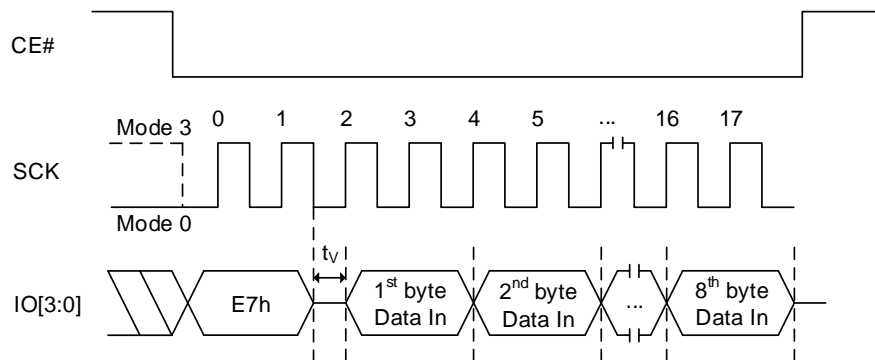 CE#
Mode 3
0 1 2 3 4 5 ... 16 17
SCK
Mode 0
tV
IO[3:0]
E7h
1st byte
Data In
2nd byte
Data In
...
8th byte
Data In